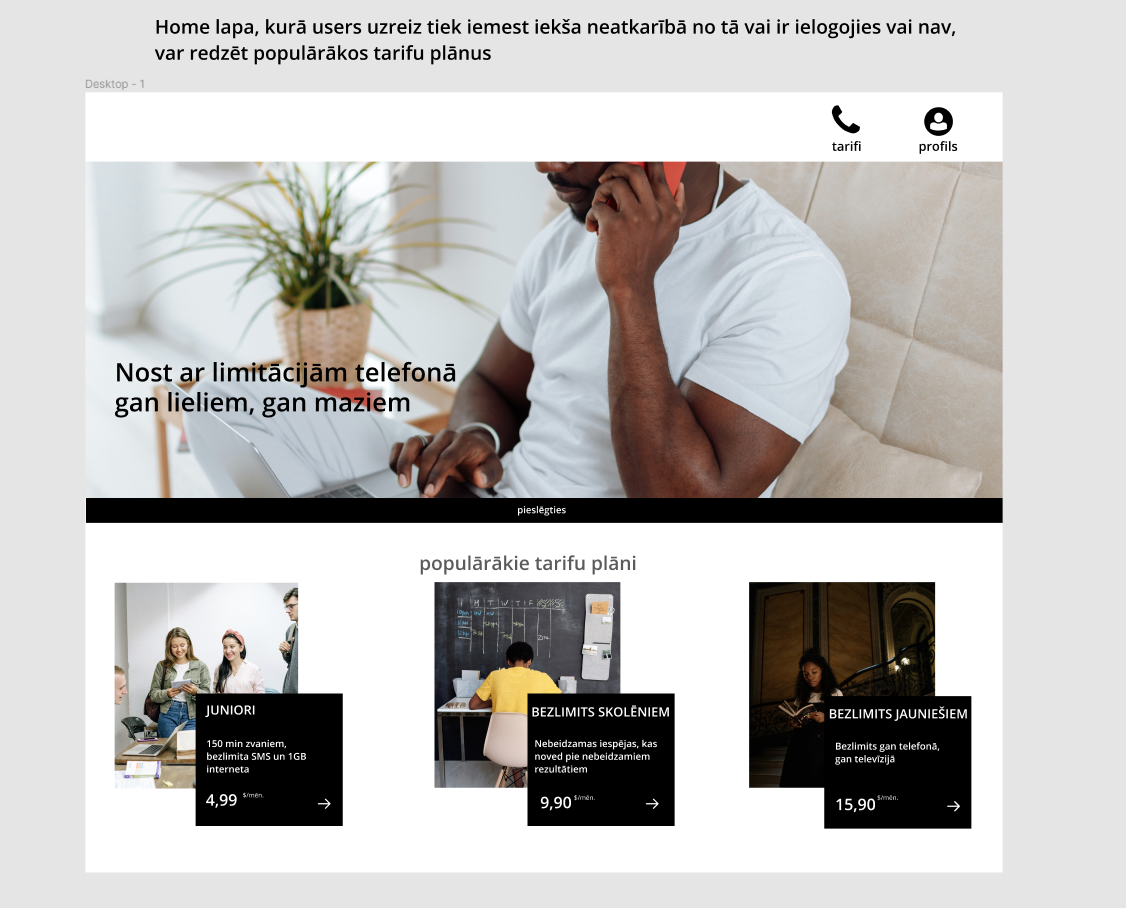 Home lapa, kurā users uzreiz tiek iemest iekša neatkarībā no tā vai ir ielogojies vai nav,
var redzēt populārākos tarifu plānus
Desktop - 1
tarifi
profils
Nost ar limitācijām telefonā
gan lieliem, gan maziem
pieslēgties
populārākie tarifu plāni
JUNIORI
150 min zvaniem,
bezlimita SMS un 1GB
interneta
4,99 $/mēn.
BEZLIMITS SKOLĒNIEM
Nebeidzamas iespējas, kas
noved pie nebeidzamiem
rezultātiem
9,90 $/mēn.
BEZLIMITS JAUNIEŠIEM
Bezlimits gan telefonā,
gan televīzijā
15,90 $/mēn.